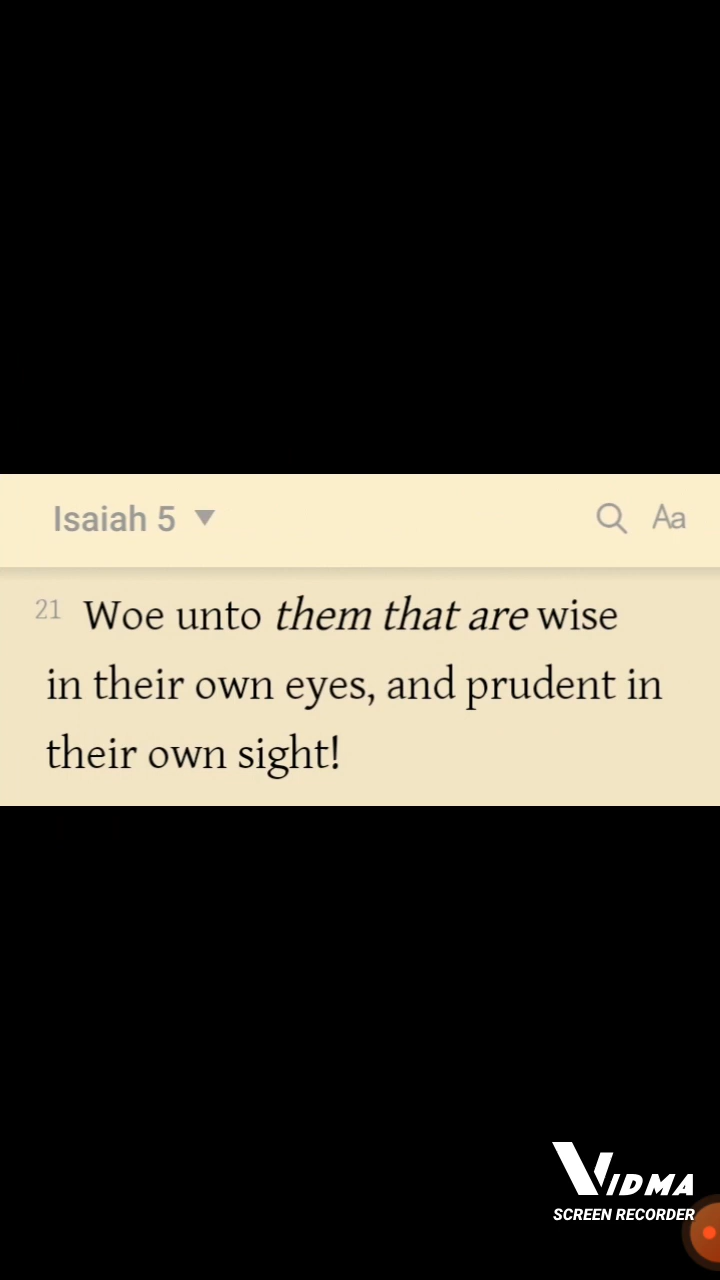 Isaiah 5 ▼ Aa
21 Woe unto them that are wise
in their own eyes, and prudent in
their own sight!
VIDMA
SCREEN RECORDER